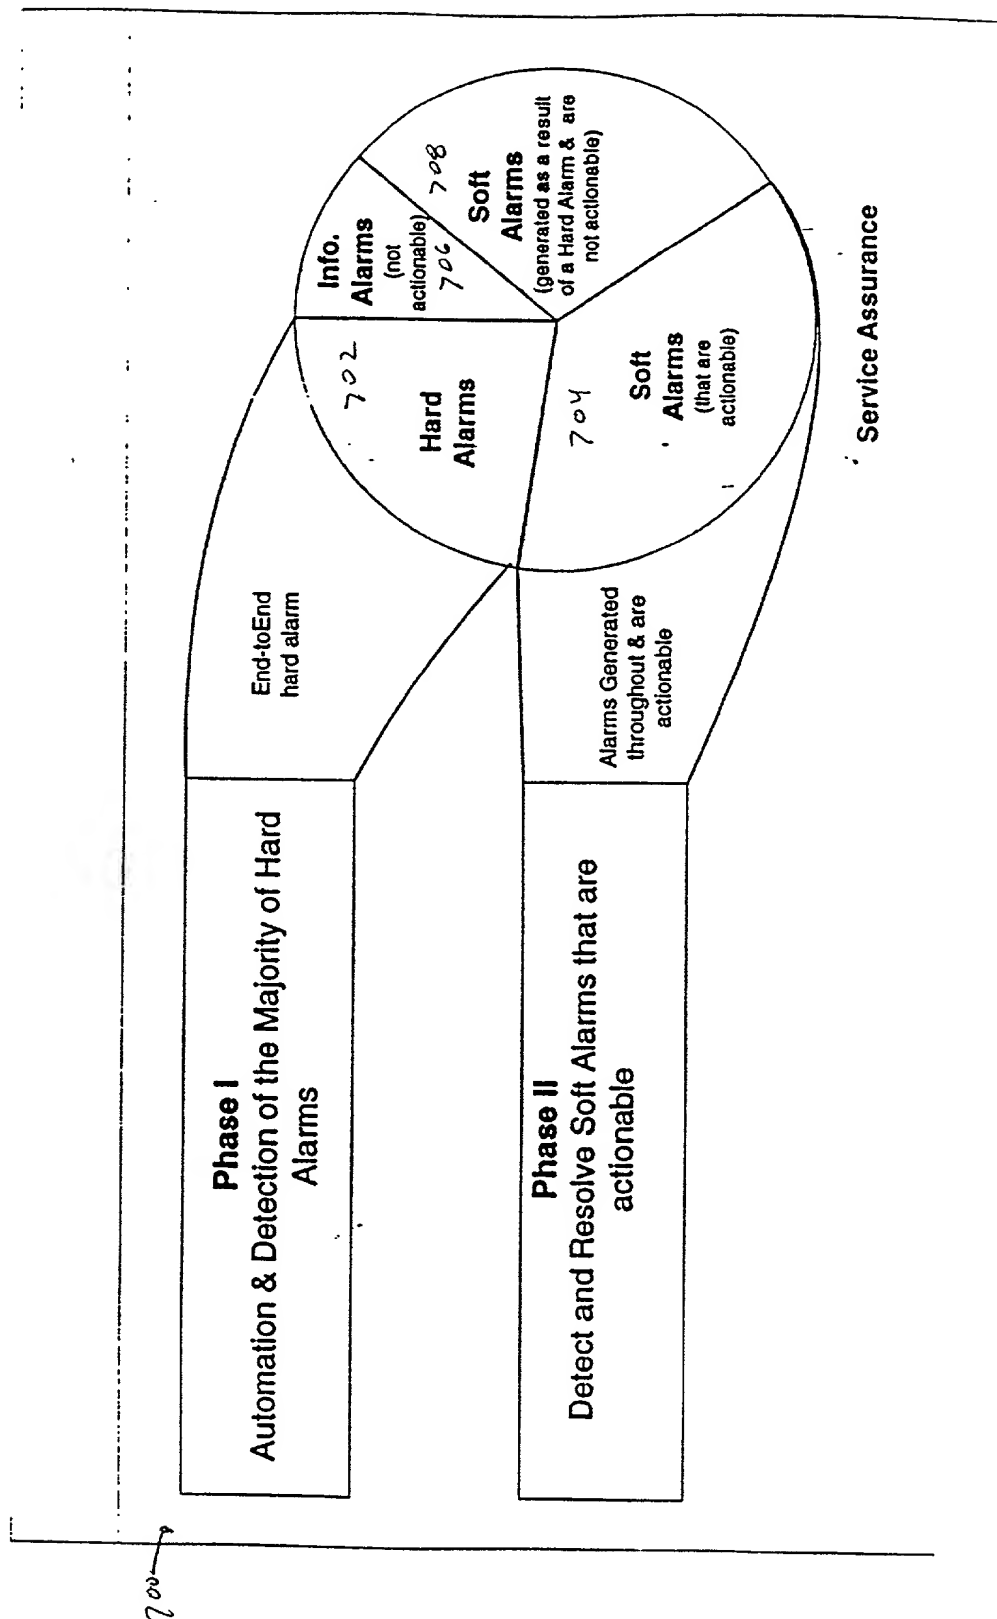 700
Phase I
Automation & Detection of the Majority of Hard
Alarms
End-toEnd
hard alarm
702
Hard
Alarms
Info.
Alarms
(not
actionable)
706
708
Soft
Alarms
(generated as a result
of a Hard Alarm & are
not actionable)
Phase II
Detect and Resolve Soft Alarms that are
actionable
Alarms Generated
throughout & are
actionable
704
Soft
Alarms
(that are
actionable)
Service Assurance